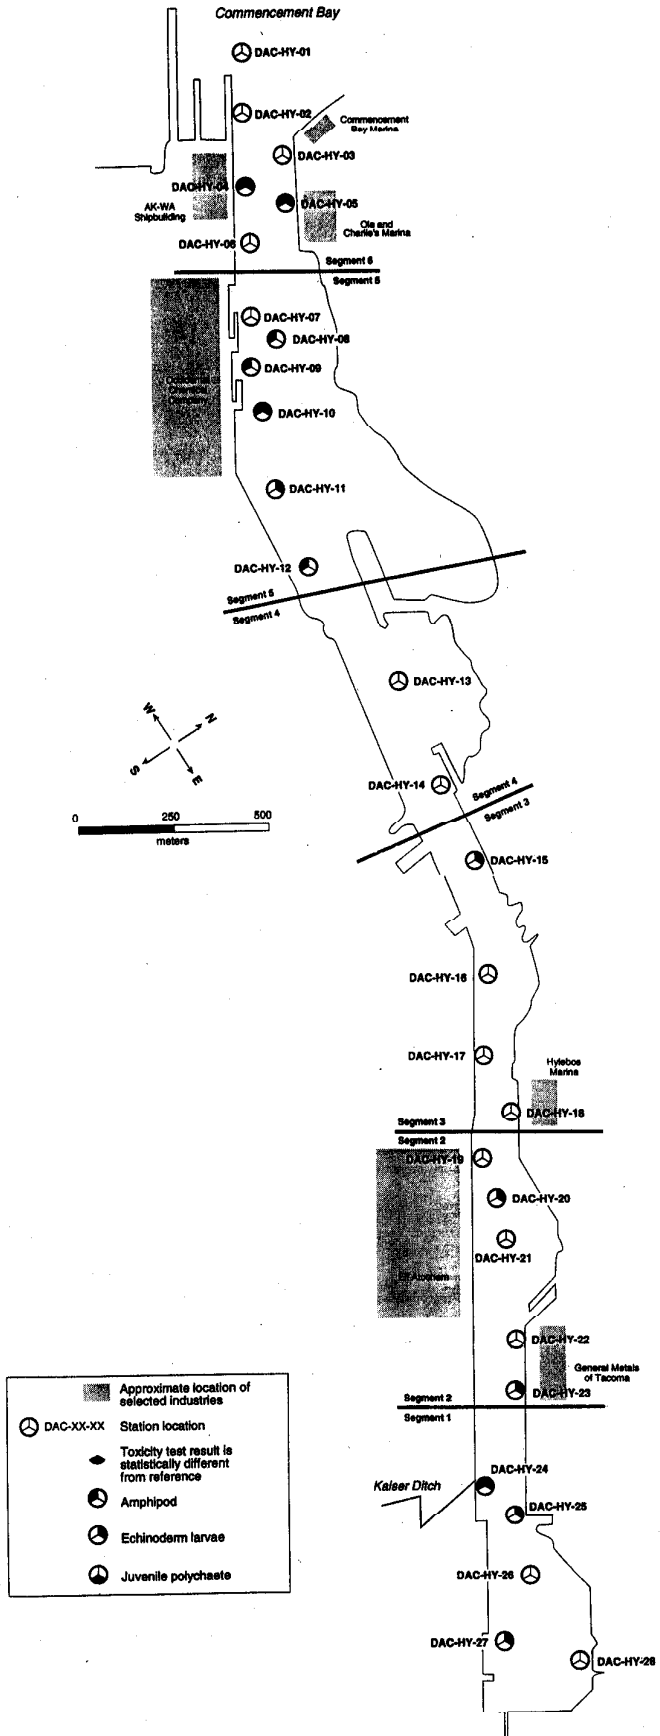 Commencement Bay
DAC-HY-01
DAC-HY-02
Commencement
Bay Marina
DAC-HY-03
DAC-HY-04
DAC-HY-05
AK-WA
Shipbuilding
Ole and
Charlie's Marina
DAC-HY-06
Segment 6
Segment 5
DAC-HY-07
DAC-HY-08
DAC-HY-09
Chemical
Company
DAC-HY-10
DAC-HY-11
DAC-HY-12
Segment 5
Segment 4
DAC-HY-13
W
N
S
E
DAC-HY-14
Segment 4
Segment 3
0 250 500
meters
DAC-HY-15
DAC-HY-16
DAC-HY-17
Hylebos
Marina
DAC-HY-18
Segment 3
Segment 2
DAC-HY-19
DAC-HY-20
DAC-HY-21
Elf Atochem
DAC-HY-22
General Metals
of Tacoma
DAC-HY-23
Segment 2
Segment 1
DAC-HY-24
Kaiser Ditch
DAC-HY-25
DAC-HY-26
DAC-HY-27
DAC-HY-28
Approximate location of
selected industries
DAC-XX-XX Station location
Toxicity test result is
statistically different
from reference
Amphipod
Echinoderm larvae
Juvenile polychaete